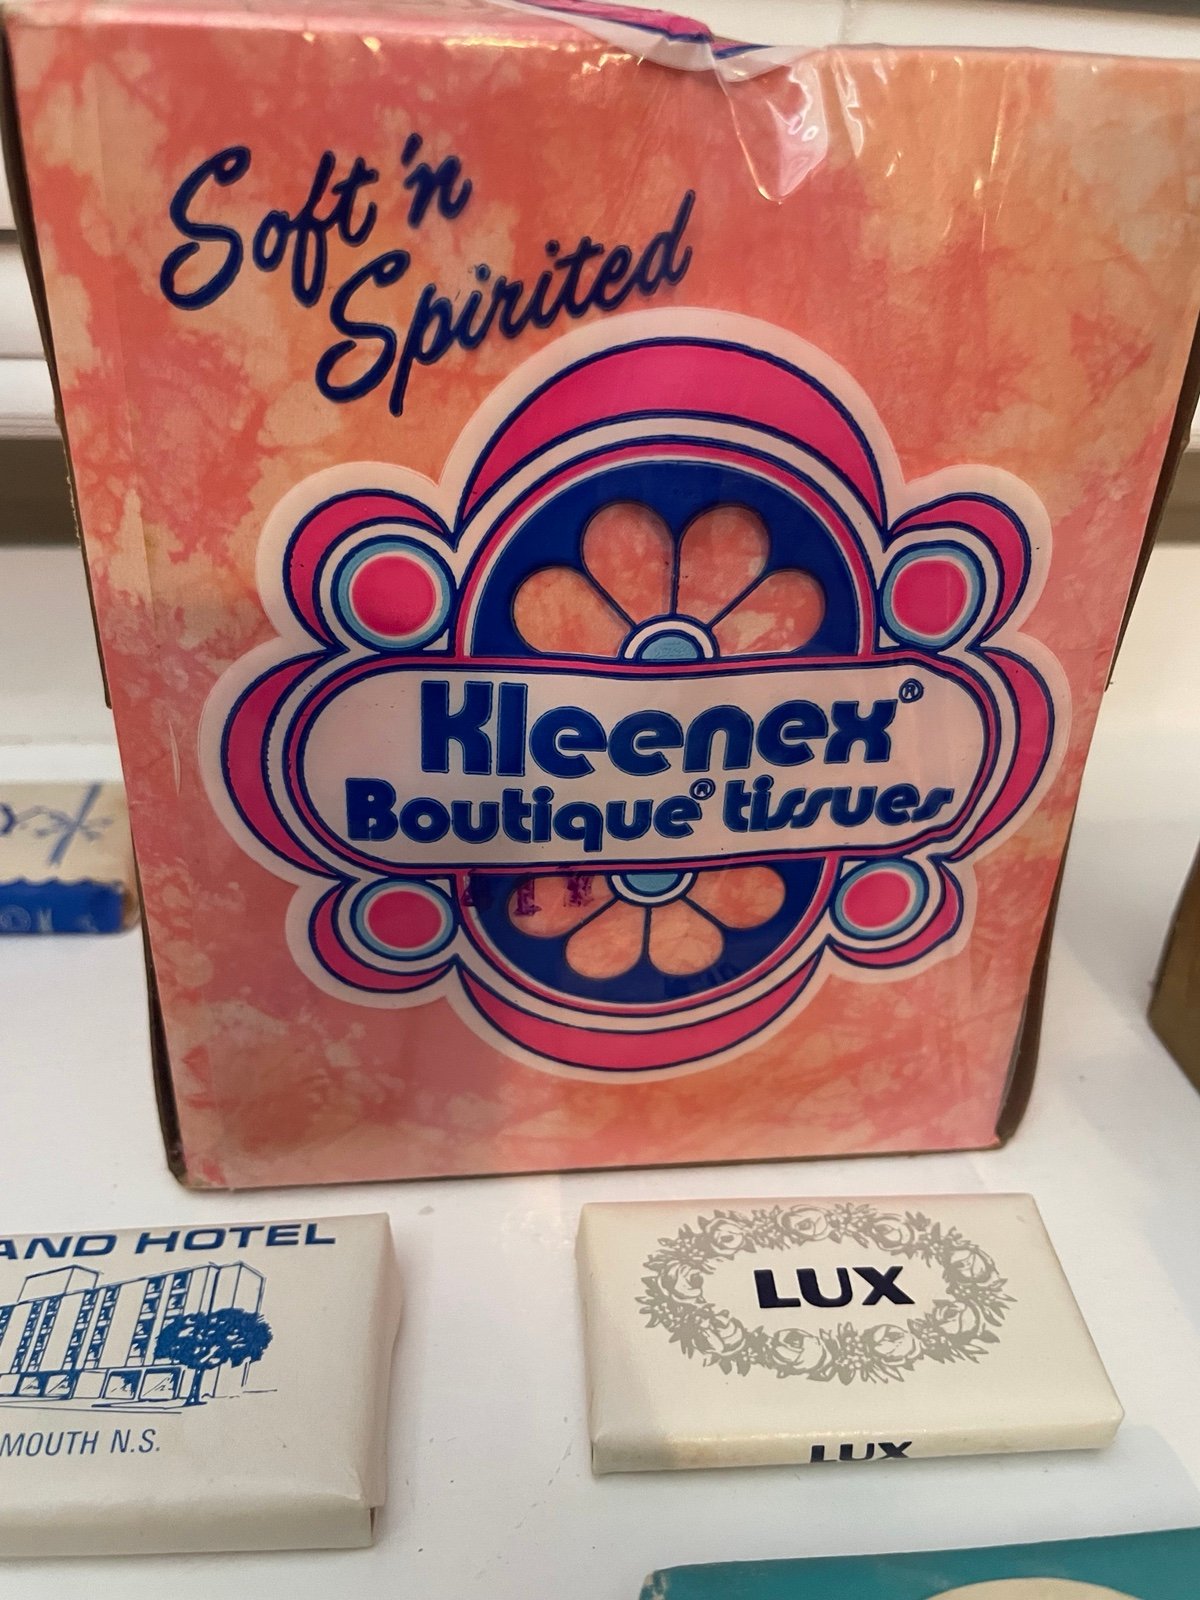 Soft 'n
Spirited
Kleenex®
Boutique® tissues
AND HOTEL
MOUTH N.S.
LUX
LUX